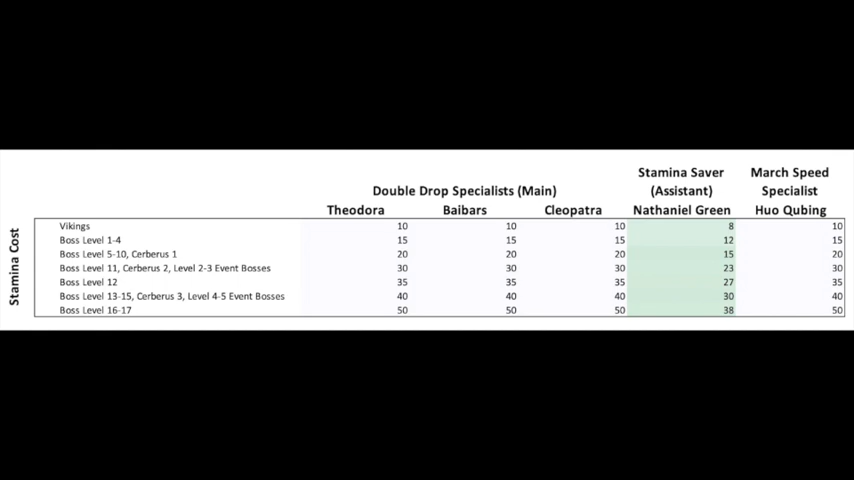 Stamina Saver March Speed
Double Drop Specialists (Main) (Assistant) Specialist
Theodora Baibars Cleopatra Nathaniel Green Huo Qubing
Stamina Cost
Vikings 10 10 10 8 10
Boss Level 1-4 15 15 15 12 15
Boss Level 5-10, Cerberus 1 20 20 20 15 20
Boss Level 11, Cerberus 2, Level 2-3 Event Bosses 30 30 30 23 30
Boss Level 12 35 35 35 27 35
Boss Level 13-15, Cerberus 3, Level 4-5 Event Bosses 40 40 40 30 40
Boss Level 16-17 50 50 50 38 50